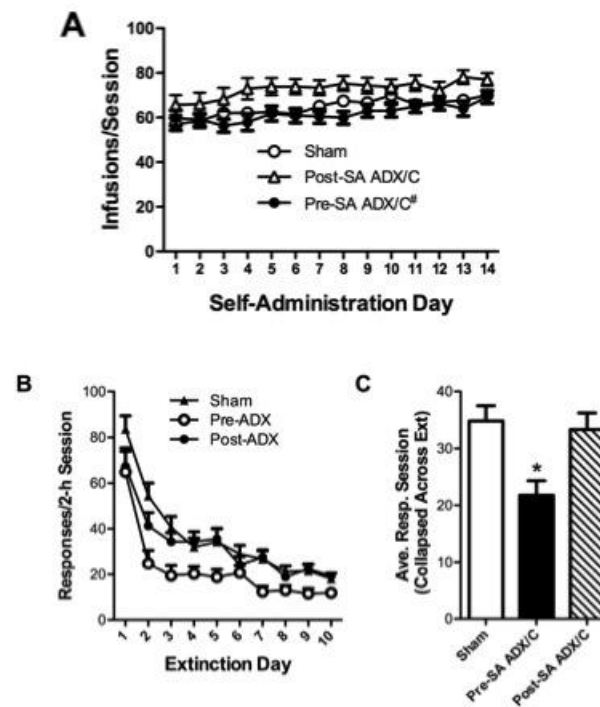 A
Infusions/Session
100
80
60
40
20
0
Sham
Post-SA ADX/C
Pre-SA ADX/C#
1 2 3 4 5 6 7 8 9 10 11 12 13 14
Self-Administration Day
B
Responses/2-h Session
100
80
60
40
20
0
Sham
Pre-ADX
Post-ADX
1 2 3 4 5 6 7 8 9 10
Extinction Day
C
Ave. Resp. Session
(Collapsed Across Ext)
40
30
20
10
0
*
Sham
Pre-SA ADX/C
Post-SA ADX/C